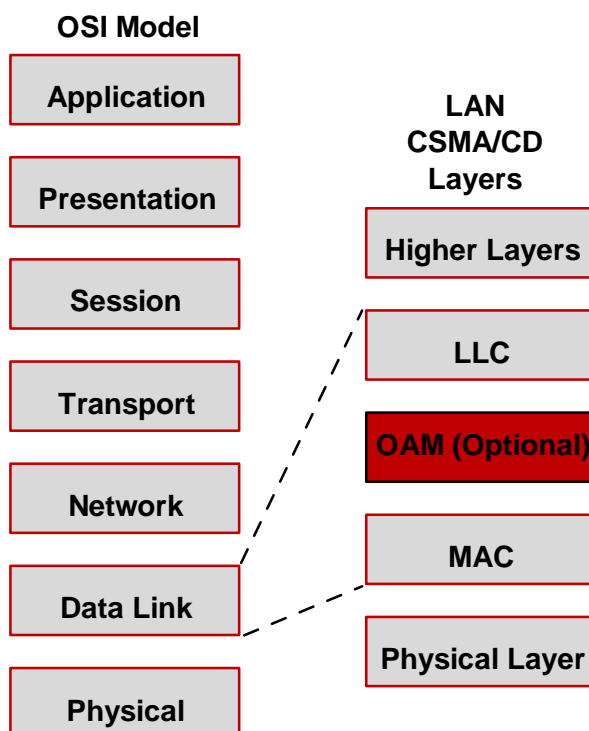 OSI Model
Application
Presentation
Session
Transport
Network
Data Link
Physical
LAN
CSMA/CD
Layers
Higher Layers
LLC
OAM (Optional)
MAC
Physical Layer